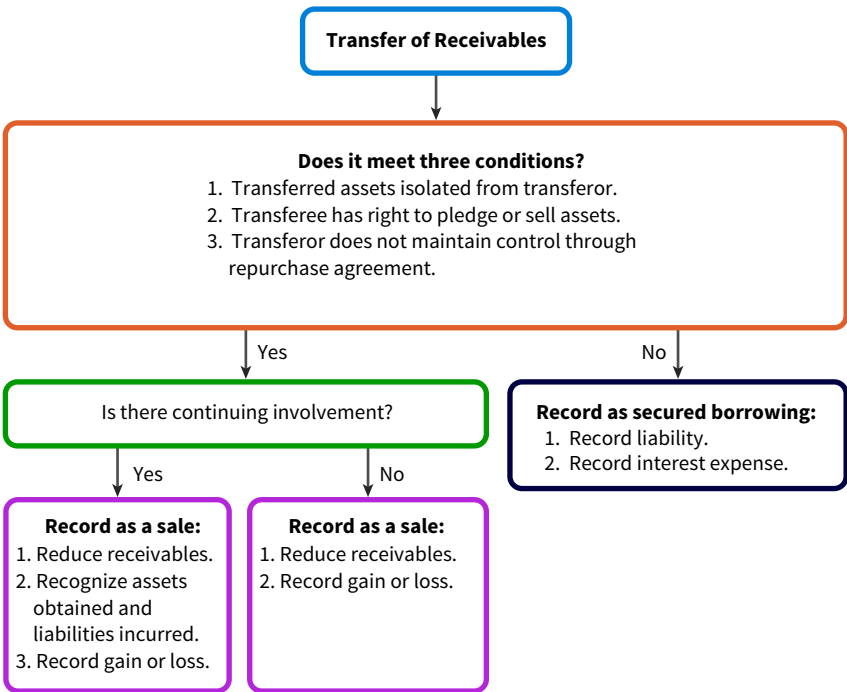 Transfer of Receivables
Does it meet three conditions?
1. Transferred assets isolated from transferor.
2. Transferee has right to pledge or sell assets.
3. Transferor does not maintain control through
repurchase agreement.
Yes
No
Is there continuing involvement?
Record as secured borrowing:
1. Record liability.
2. Record interest expense.
Yes
No
Record as a sale:
1. Reduce receivables.
2. Recognize assets
obtained and
liabilities incurred.
3. Record gain or loss.
Record as a sale:
1. Reduce receivables.
2. Record gain or loss.